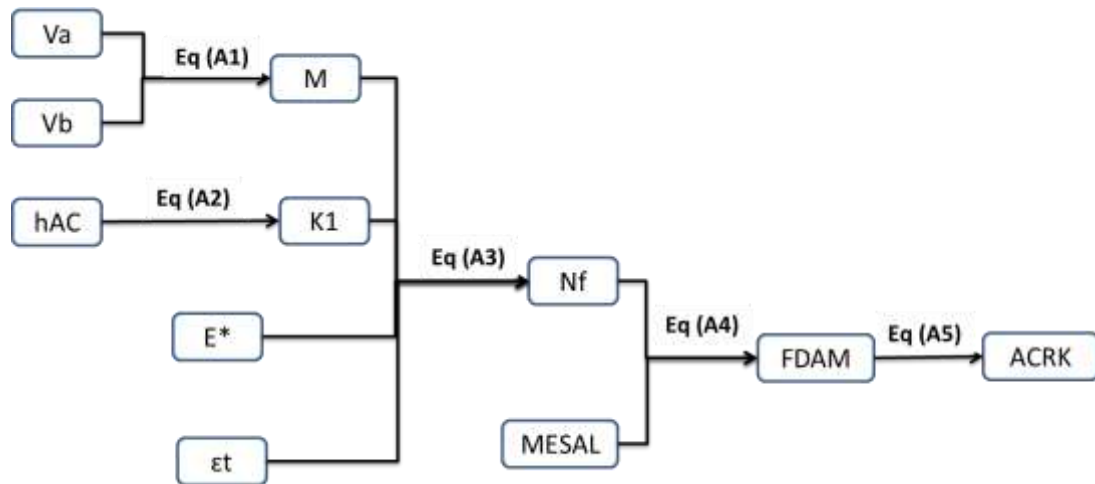 Va
Eq (A1)
M
Vb
Eq (A2)
hAC
K1
Eq (A3)
Nf
E*
Eq (A4)
Eq (A5)
FDAM
ACRK
MESAL
εt